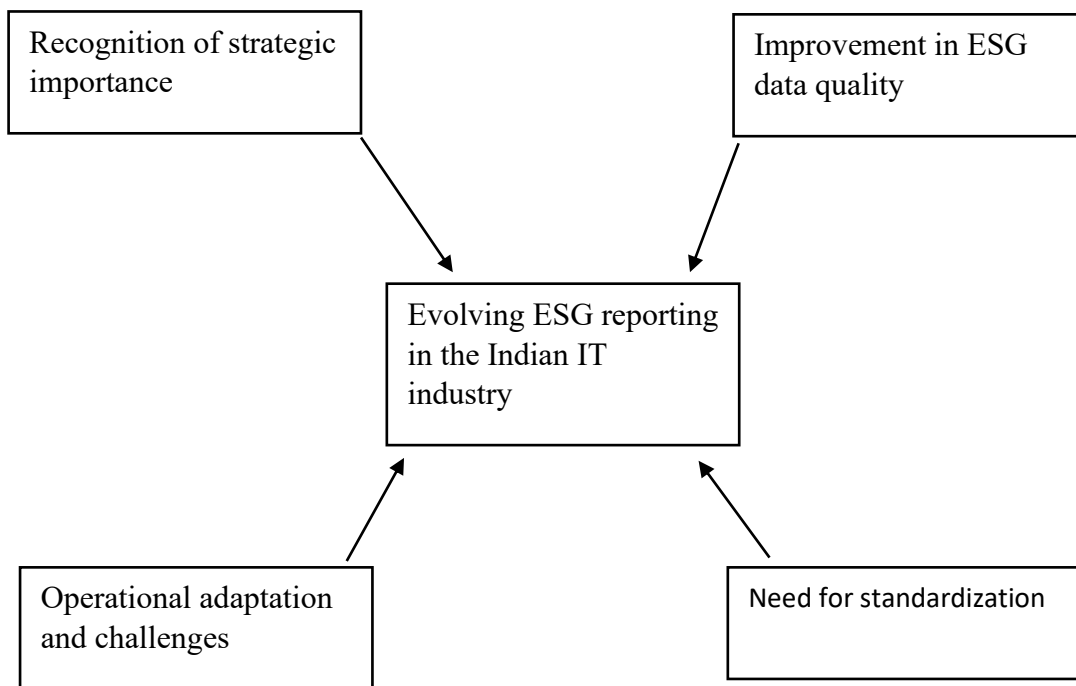 Recognition of strategic
importance
Improvement in ESG
data quality
Evolving ESG reporting
in the Indian IT
industry
Operational adaptation
and challenges
Need for standardization